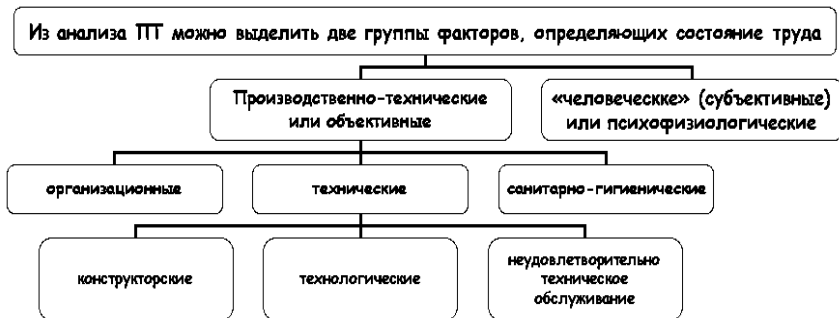 Из анализа ПТ можно выделить две группы факторов, определяющих состояние труда
Производственно-технические
или объективные
«человеческке» (субъективные)
или психофизиологические
организационные
технические
санитарно-гигиенические
конструкторские
технологические
неудовлетворительно
техническое
обслуживание